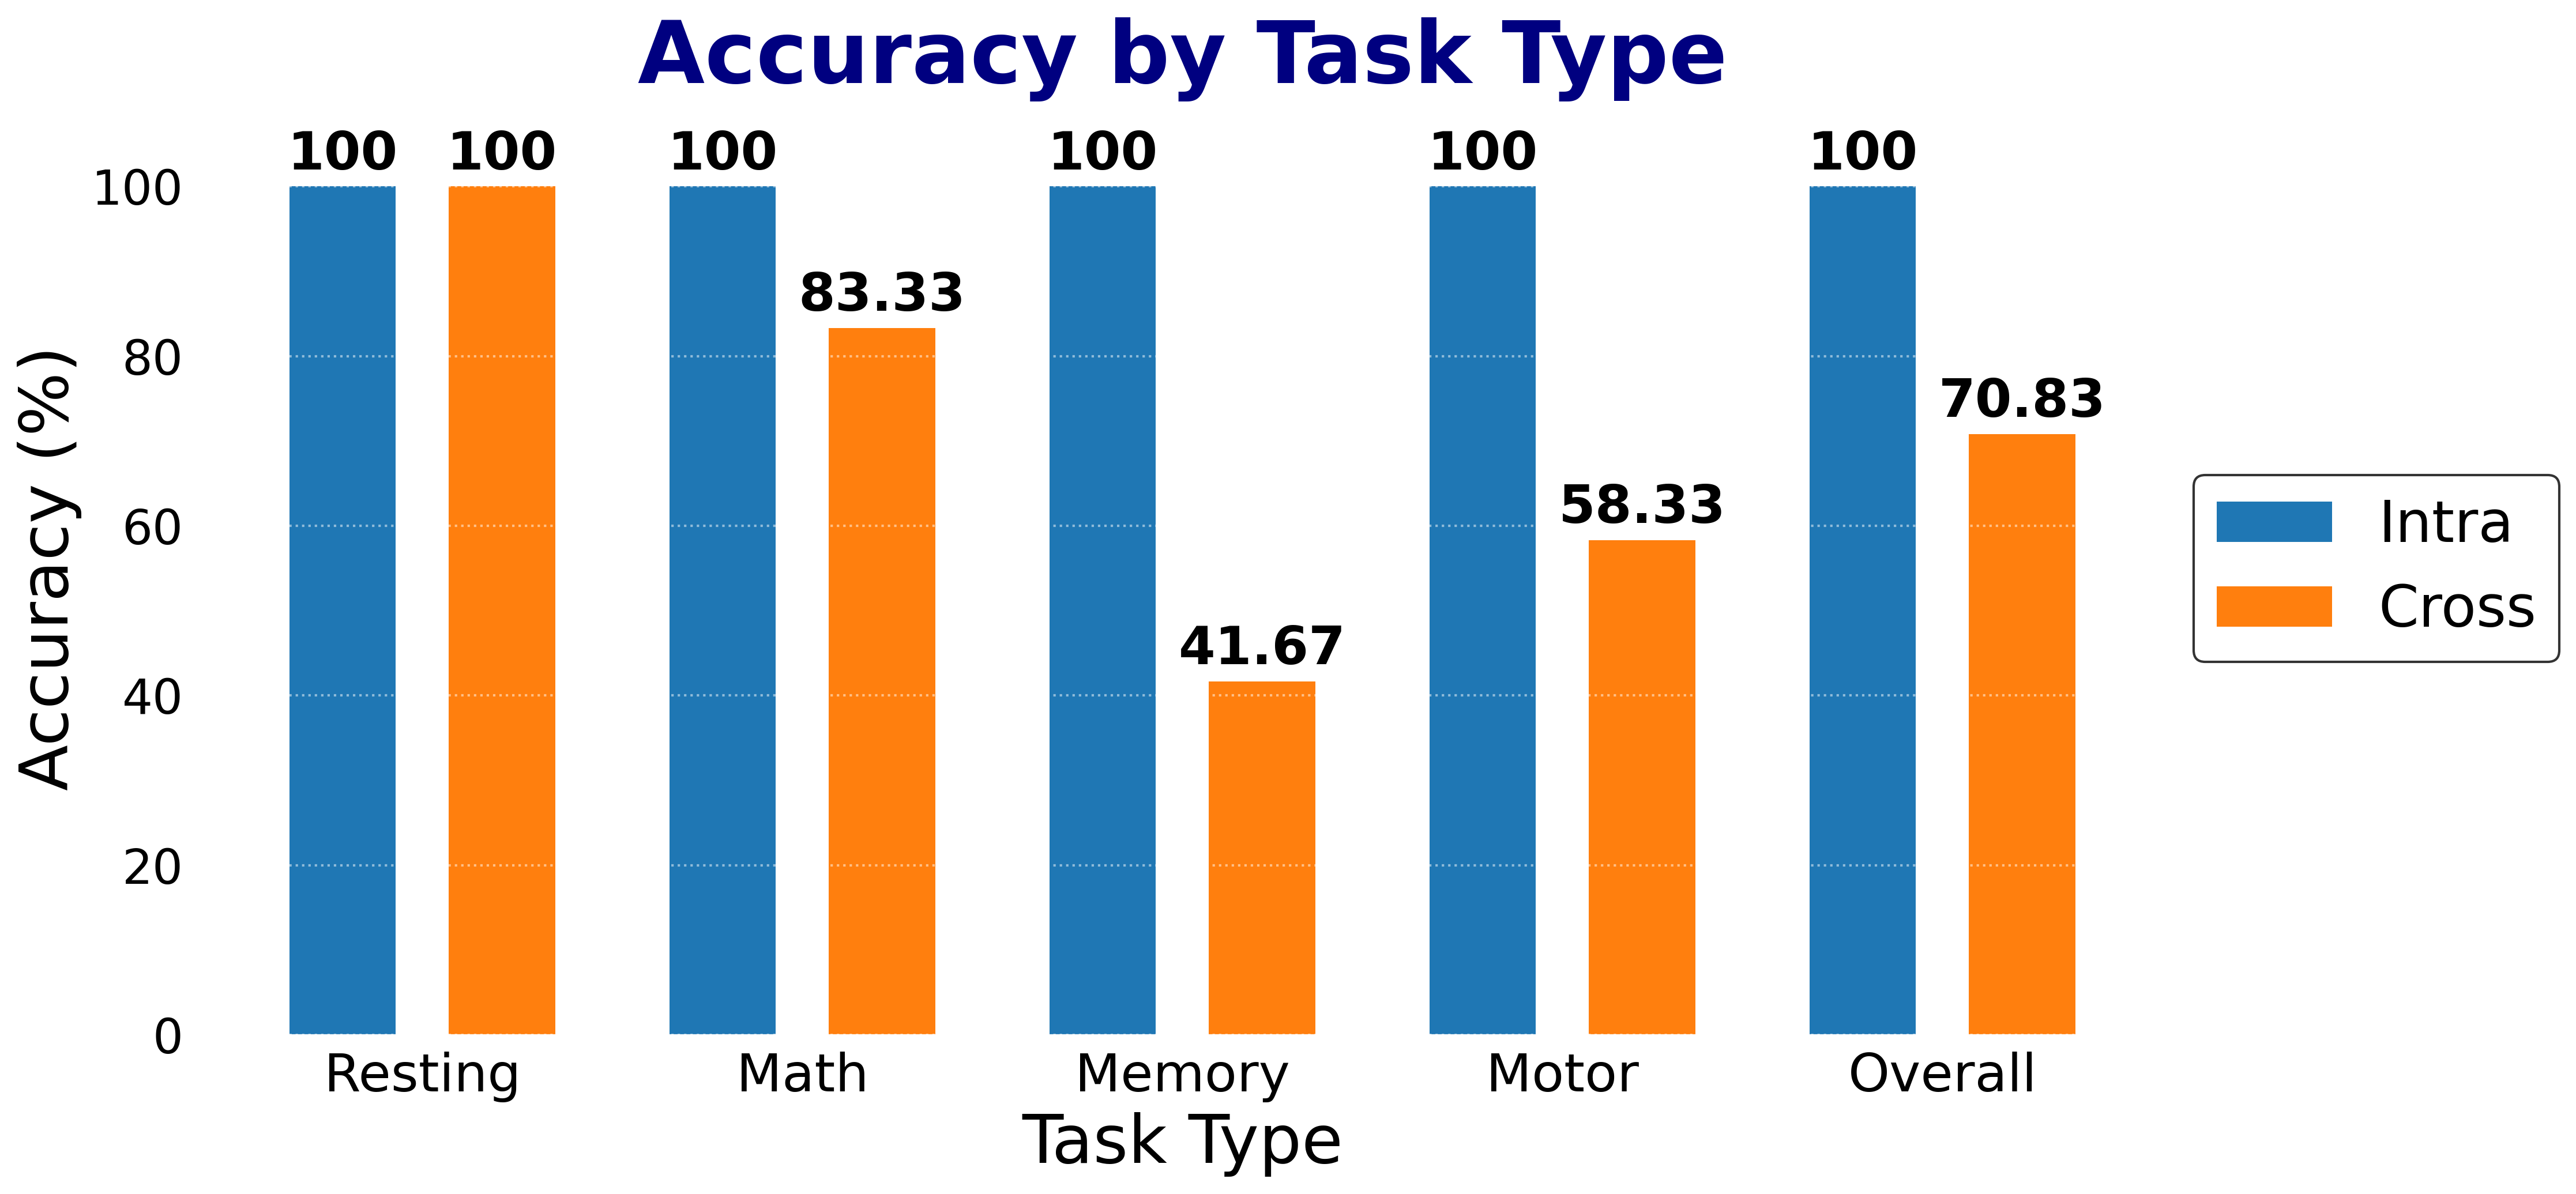 Accuracy by Task Type
100 100 100 100 100 100
83.33
70.83
58.33
41.67
Accuracy (%)
100
80
60
40
20
0
Resting Math Memory Motor Overall
Task Type
Intra
Cross